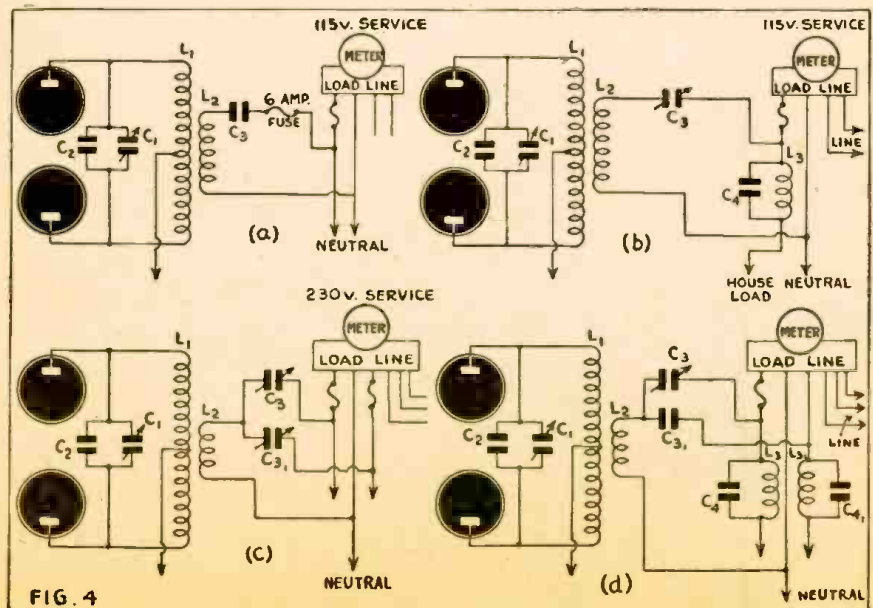 115v. SERVICE
METER
LOAD LINE
L1
L2
C3
6 AMP.
FUSE
C2
C1
(a)
NEUTRAL
115v. SERVICE
METER
LOAD LINE
L1
L2
C3
LINE
L3
C4
C2
C1
(b)
HOUSE
LOAD
NEUTRAL
230v. SERVICE
METER
LOAD LINE
L1
L2
C3
C31
C2
C1
(c)
NEUTRAL
METER
LOAD LINE
L1
L2
C3
C31
LINE
L3
L31
C4
C41
C2
C1
(d)
NEUTRAL
FIG. 4